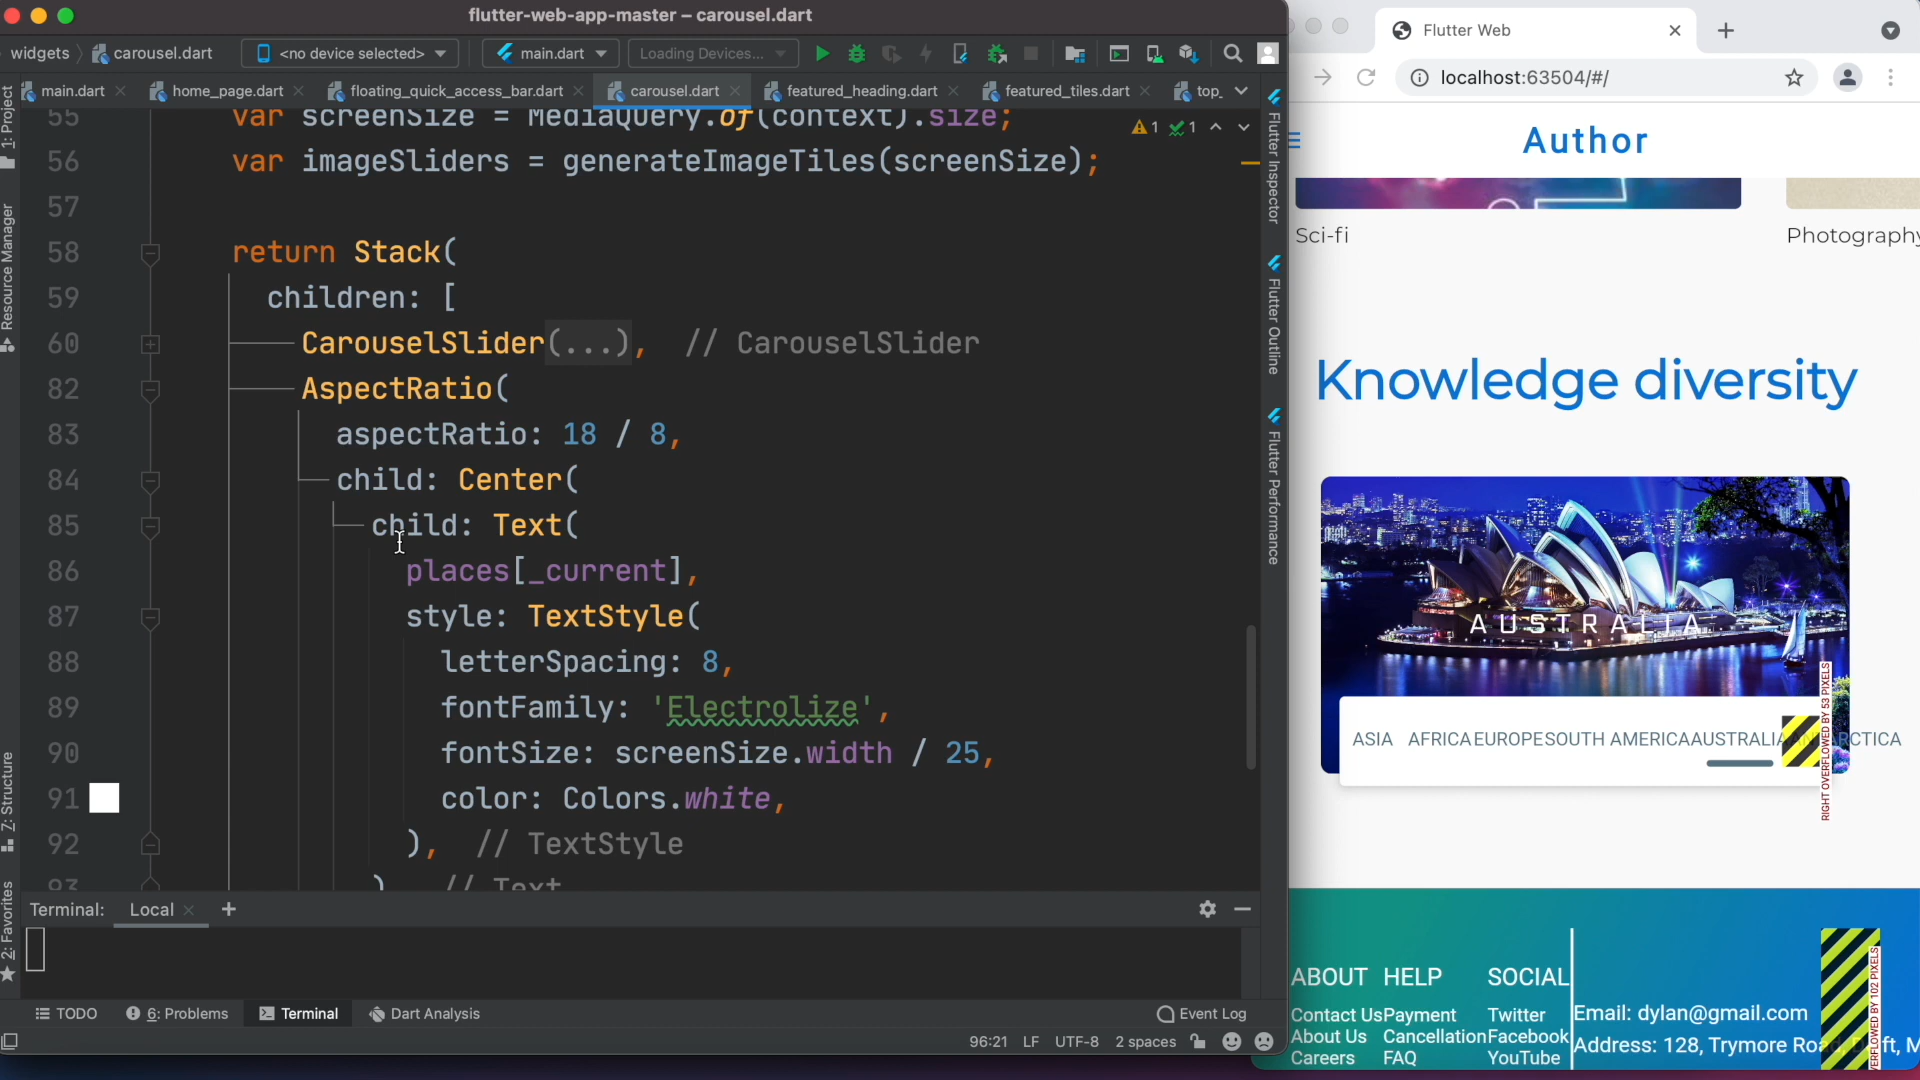 flutter-web-app-master – carousel.dart
widgets
carousel.dart
<no device selected>
main.dart
Loading Devices...
main.dart
home_page.dart
floating_quick_access_bar.dart
carousel.dart
featured_heading.dart
featured_tiles.dart
top_
1: Project
Resource Manager
Z: Structure
2: Favorites
55 var screenSize = MediaQuery.of(context).size;
56 var imageSliders = generateImageTiles(screenSize);
57
58 return Stack(
59 children: [
60 CarouselSlider(...), // CarouselSlider
82 AspectRatio(
83 aspectRatio: 18 / 8,
84 child: Center(
85 child: Text(
86 places[_current],
87 style: TextStyle(
88 letterSpacing: 8,
89 fontFamily: 'Electrolize',
90 fontSize: screenSize.width / 25,
91 color: Colors.white,
92 ), // TextStyle
93 ) // Text
1 1
Flutter Inspector
Flutter Outline
Flutter Performance
Terminal: Local +
TODO
6: Problems
Terminal
Dart Analysis
Event Log
96:21 LF UTF-8 2 spaces
Flutter Web
localhost:63504/#/
Author
Sci-fi
Photography
Knowledge diversity
AUSTRALIA
ASIA AFRICA EUROPE SOUTH AMERICA AUSTRALIA
RIGHT OVERFLOWED BY 53 PIXELS
ABOUT HELP SOCIAL
Contact Us Payment Twitter
About Us Cancellation Facebook
Careers FAQ YouTube
Email: dylan@gmail.com
Address: 128, Trymore
OVERFLOWED BY 102 PIXELS